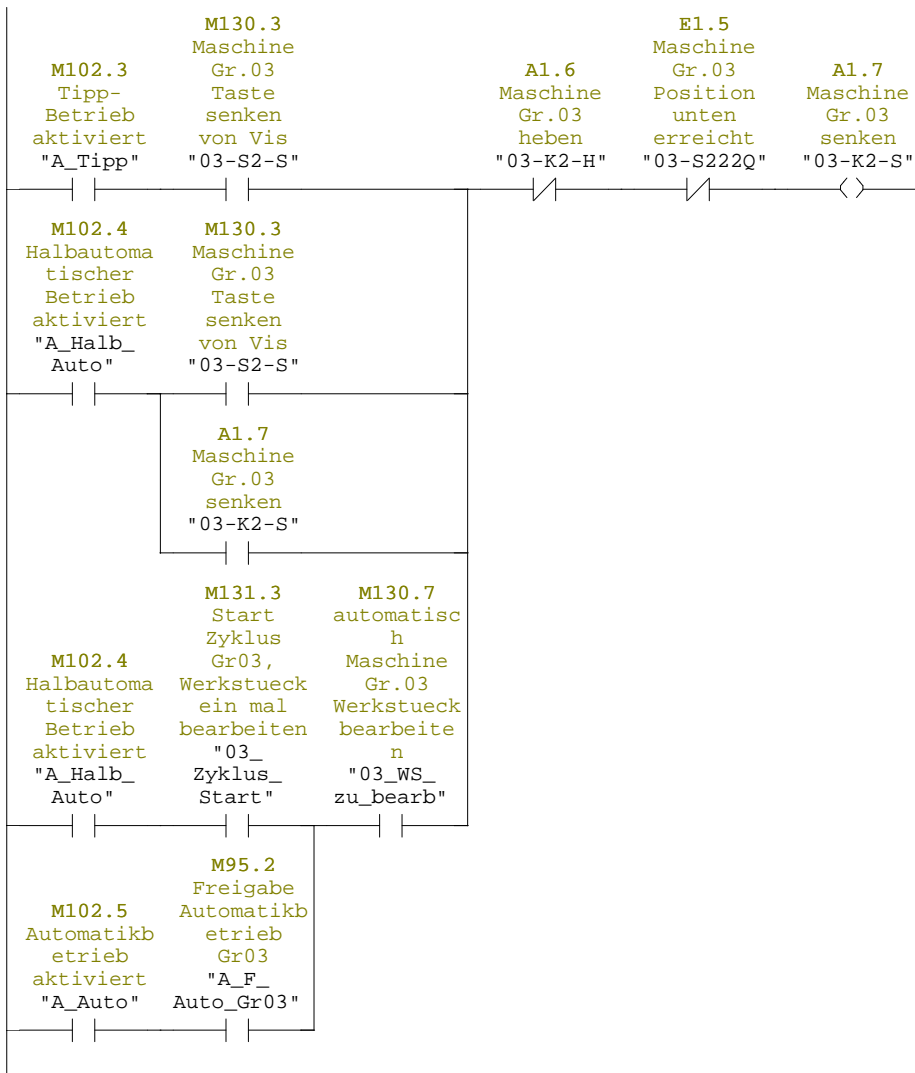 M130.3
Maschine
Gr.03
Taste
senken
von Vis
"03-S2-S"
M102.3
Tipp-
Betrieb
aktiviert
"A_Tipp"
A1.6
Maschine
Gr.03
heben
"03-K2-H"
E1.5
Maschine
Gr.03
Position
unten
erreicht
"03-S222Q"
A1.7
Maschine
Gr.03
senken
"03-K2-S"
M102.4
Halbautoma
tischer
Betrieb
aktiviert
"A_Halb_
Auto"
M130.3
Maschine
Gr.03
Taste
senken
von Vis
"03-S2-S"
A1.7
Maschine
Gr.03
senken
"03-K2-S"
M102.4
Halbautoma
tischer
Betrieb
aktiviert
"A_Halb_
Auto"
M131.3
Start
Zyklus
Gr03,
Werkstueck
ein mal
bearbeiten
"03_
Zyklus_
Start"
M130.7
automatisc
h
Maschine
Gr.03
Werkstueck
bearbeite
n
"03_WS_
zu_bearb"
M102.5
Automatikb
etrieb
aktiviert
"A_Auto"
M95.2
Freigabe
Automatikb
etrieb
Gr03
"A_F_
Auto_Gr03"